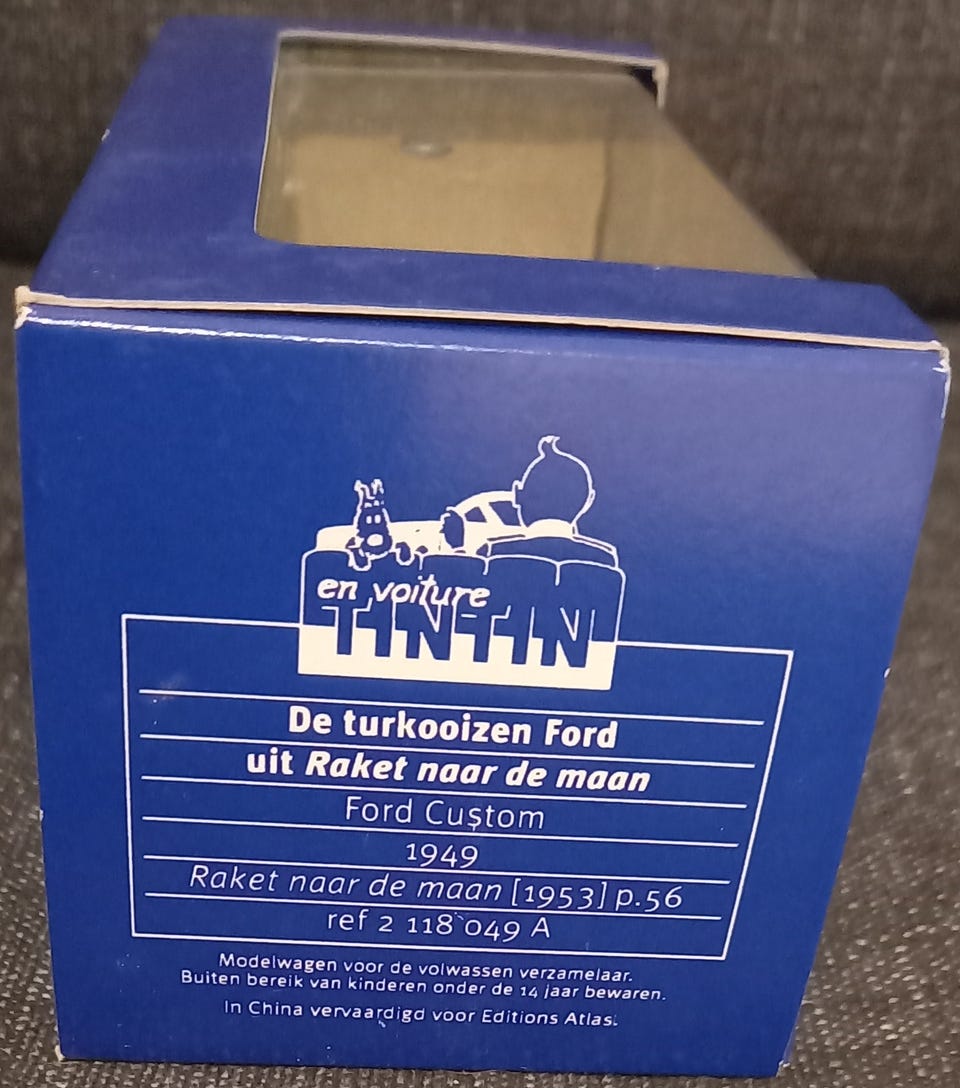 en voiture
TINTIN
De turkooizen Ford
uit Raket naar de maan
Ford Custom
1949
Raket naar de maan [1953] p.56
ref 2 118 049 A
Modelwagen voor de volwassen verzamelaar.
Buiten bereik van kinderen onder de 14 jaar bewaren.
In China vervaardigd voor Editions Atlas.